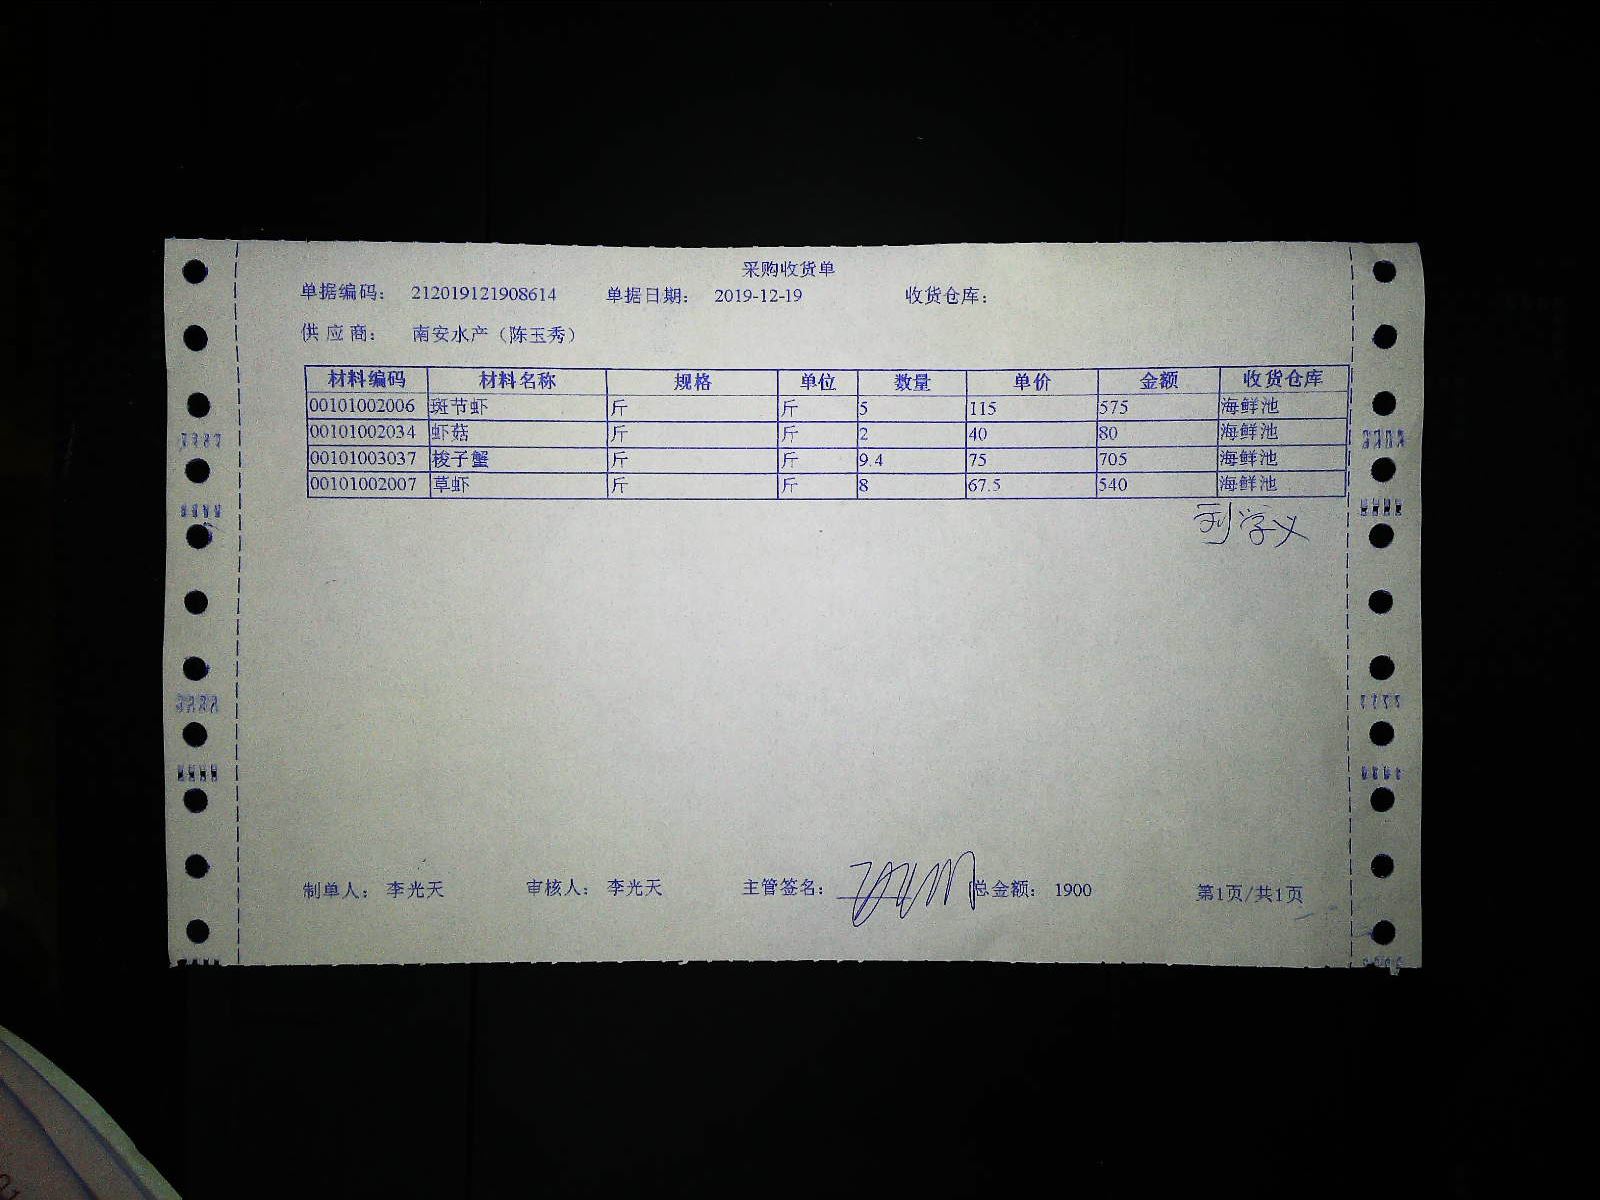 采购收货单
单据编码： 212019121908614 单据日期： 2019-12-19 收货仓库：
供应商： 南安水产（陈玉秀）
材料编码 材料名称 规格 单位 数量 单价 金额 收货仓库
00101002006 斑节虾 斤 斤 5 115 575 海鲜池
00101002034 虾菇 斤 斤 2 40 80 海鲜池
00101003037 梭子蟹 斤 斤 9.4 75 705 海鲜池
00101002007 草虾 斤 斤 8 67.5 540 海鲜池
刘学义
制单人： 李光天 审核人： 李光天 主管签名： 总金额： 1900 第1页/共1页